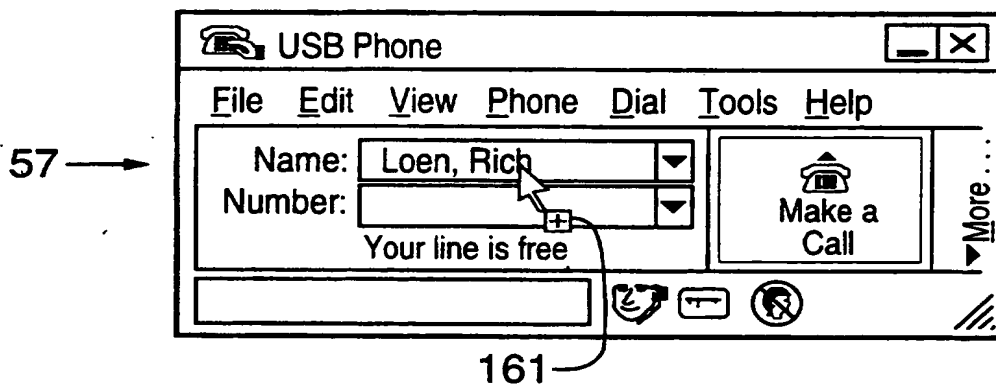 USB Phone
File Edit View Phone Dial Tools Help
57
Name: Loen, Rich
Number:
Your line is free
Make a
Call
More...
161